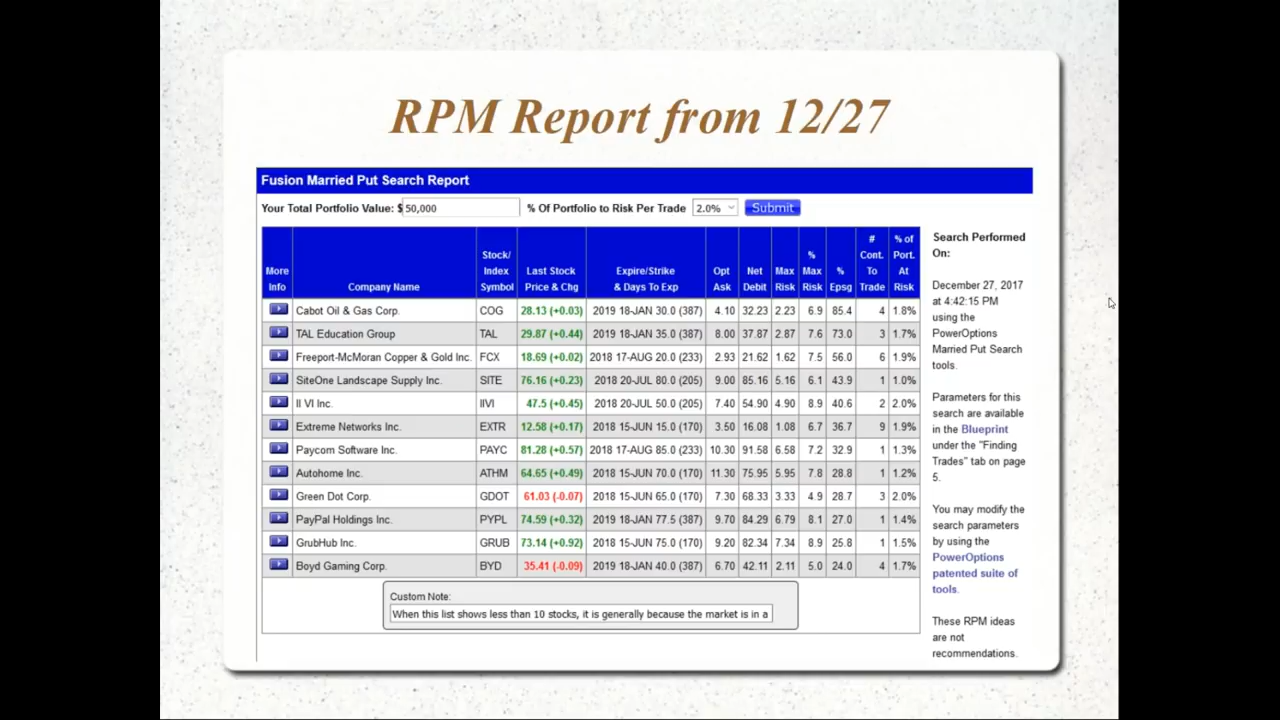 RPM Report from 12/27
Fusion Married Put Search Report
Your Total Portfolio Value: $ 50,000 % Of Portfolio to Risk Per Trade 2.0% Submit
More Info Company Name Stock/ Index Symbol Last Stock Price & Chg Expire/Strike & Days To Exp Opt Ask Net Debit Max Risk % Max Risk % Epsg # Cont. To Trade % of Port. At Risk
Cabot Oil & Gas Corp. COG 28.13 (+0.03) 2019 18-JAN 30.0 (387) 4.10 32.23 2.23 6.9 85.4 4 1.8%
TAL Education Group TAL 29.87 (+0.44) 2019 18-JAN 35.0 (387) 8.00 37.87 2.87 7.6 73.0 3 1.7%
Freeport-McMoran Copper & Gold Inc. FCX 18.69 (+0.02) 2018 17-AUG 20.0 (233) 2.93 21.62 1.62 7.5 56.0 6 1.9%
SiteOne Landscape Supply Inc. SITE 76.16 (+0.23) 2018 20-JUL 80.0 (205) 9.00 85.16 5.16 6.1 43.9 1 1.0%
II VI Inc. IIVI 47.5 (+0.45) 2018 20-JUL 50.0 (205) 7.40 54.90 4.90 8.9 40.6 2 2.0%
Extreme Networks Inc. EXTR 12.58 (+0.17) 2018 15-JUN 15.0 (170) 3.50 16.08 1.08 6.7 36.7 9 1.9%
Paycom Software Inc. PAYC 81.28 (+0.57) 2018 17-AUG 85.0 (233) 10.30 91.58 6.58 7.2 32.9 1 1.3%
Autohome Inc. ATHM 64.65 (+0.49) 2018 15-JUN 70.0 (170) 11.30 75.95 5.95 7.8 28.8 1 1.2%
Green Dot Corp. GDOT 61.03 (-0.07) 2018 15-JUN 65.0 (170) 7.30 68.33 3.33 4.9 28.7 3 2.0%
PayPal Holdings Inc. PYPL 74.59 (+0.32) 2019 18-JAN 77.5 (387) 9.70 84.29 6.79 8.1 27.0 1 1.4%
GrubHub Inc. GRUB 73.14 (+0.92) 2018 15-JUN 75.0 (170) 9.20 82.34 7.34 8.9 25.8 1 1.5%
Boyd Gaming Corp. BYD 35.41 (-0.09) 2019 18-JAN 40.0 (387) 6.70 42.11 2.11 5.0 24.0 4 1.7%
Custom Note:
When this list shows less than 10 stocks, it is generally because the market is in a
Search Performed
On:
December 27, 2017
at 4:42:15 PM
using the
PowerOptions
Married Put Search
tools.
Parameters for this
search are available
in the Blueprint
under the "Finding
Trades" tab on page
5.
You may modify the
search parameters
by using the
PowerOptions
patented suite of
tools.
These RPM ideas
are not
recommendations.